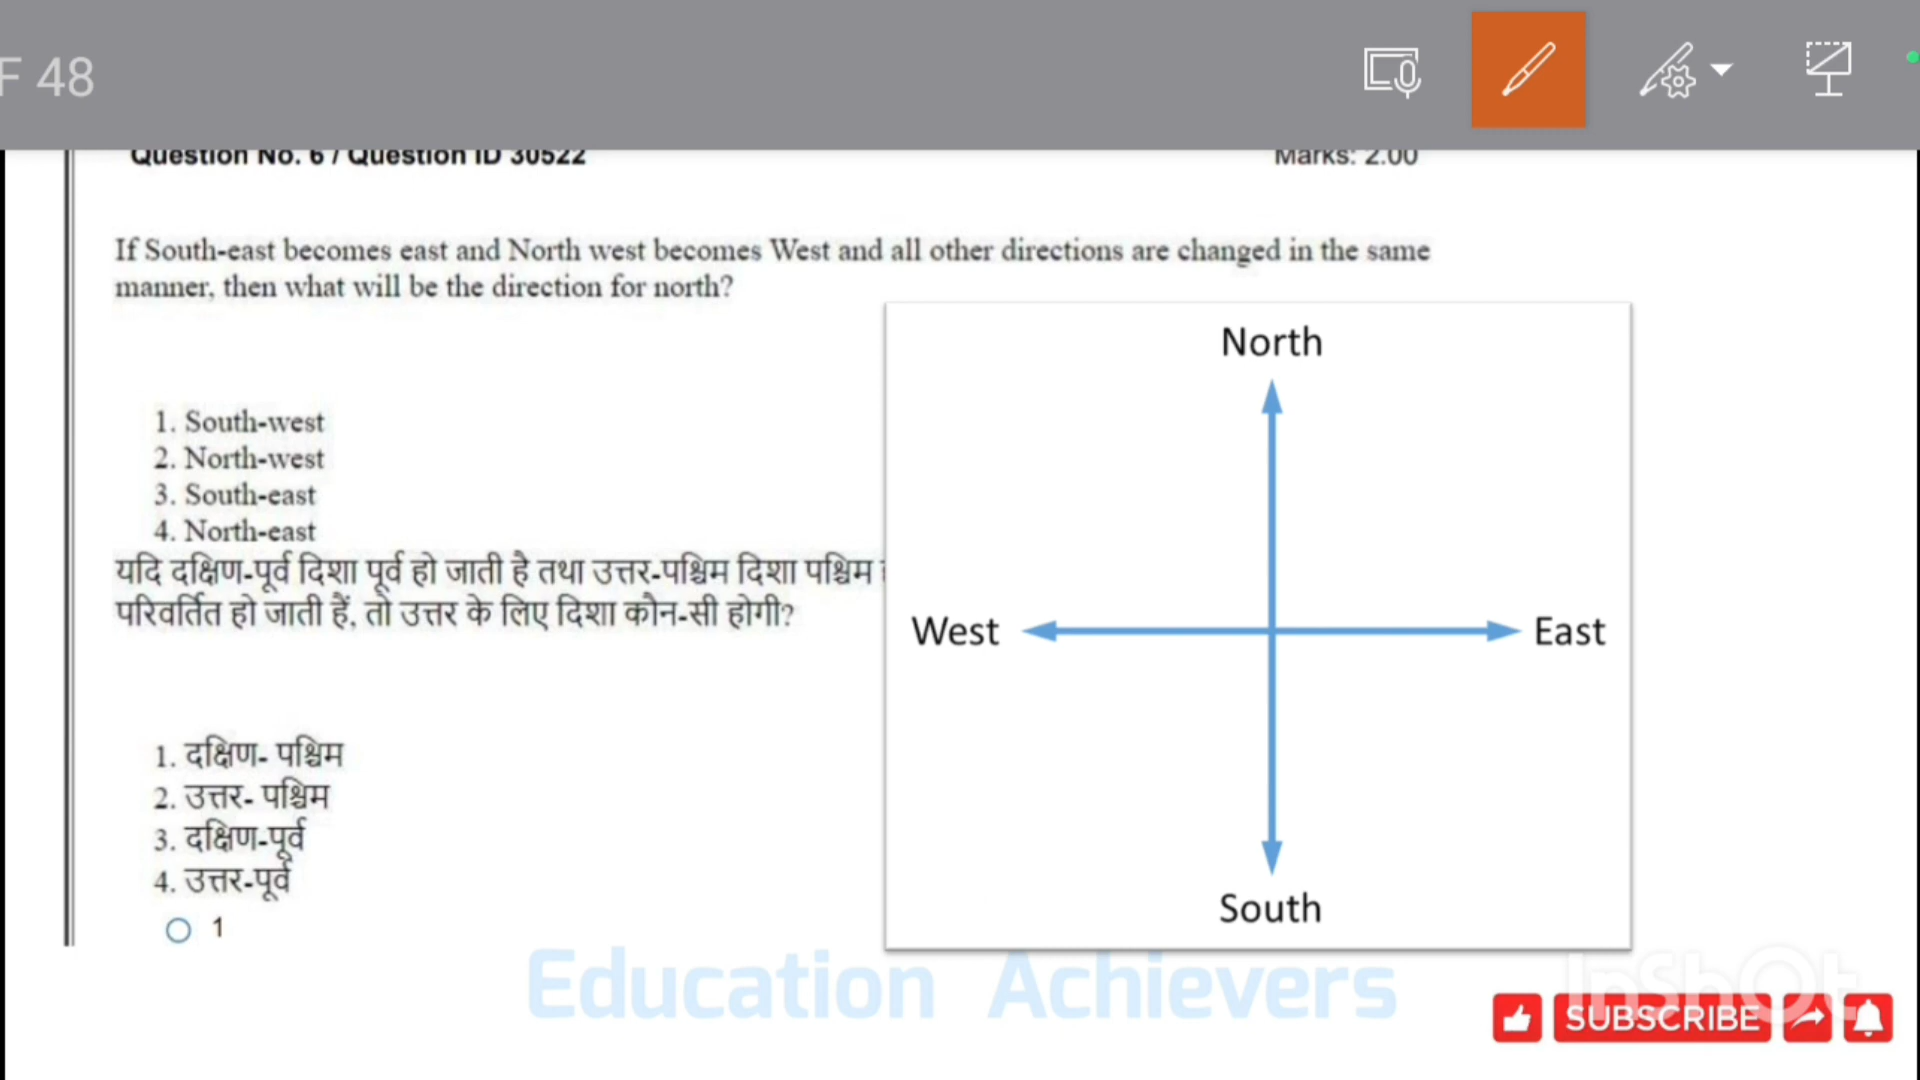 F 48
Question No. 6 / Question ID 30522 Marks: 2.00
If South-east becomes east and North west becomes West and all other directions are changed in the same
manner, then what will be the direction for north?
North
1. South-west
2. North-west
3. South-east
4. North-east
यदि दक्षिण-पूर्व दिशा पूर्व हो जाती है तथा उत्तर-पश्चिम दिशा पश्चिम
परिवर्तित हो जाती हैं, तो उत्तर के लिए दिशा कौन-सी होगी?
West East
1. दक्षिण- पश्चिम
2. उत्तर- पश्चिम
3. दक्षिण-पूर्व
4. उत्तर-पूर्व
1
South
Education Achievers
InShOt
SUBSCRIBE